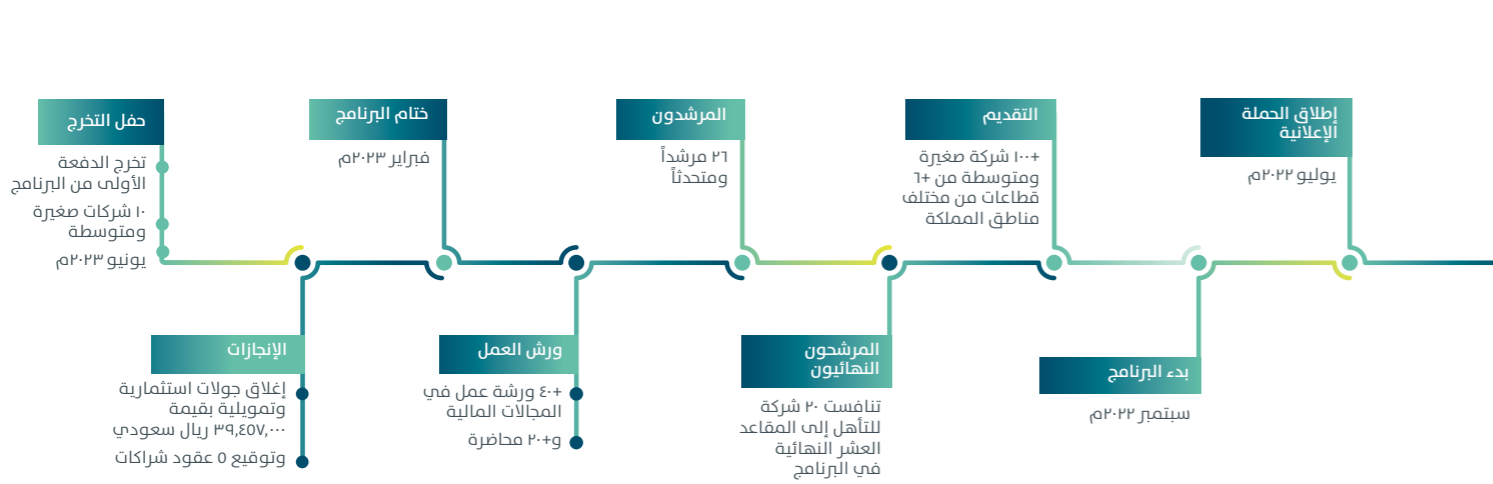 إطلاق الحملة
الإعلانية
يوليو ٢٠٢٢م
بدء البرنامج
سبتمبر ٢٠٢٢م
التقديم
+١٠٠ شركة صغيرة
ومتوسطة من +٦
قطاعات من مختلف
مناطق المملكة
المرشحون
النهائيون
تنافست ٢٠ شركة
للتأهل إلى المقاعد
العشر النهائية
في البرنامج
المرشدون
٢٦ مرشداً
ومتحدثاً
ورش العمل
+٤٠ ورشة عمل في
المجالات المالية
و+٢٠ محاضرة
ختام البرنامج
فبراير ٢٠٢٣م
الإنجازات
إغلاق جولات استثمارية
وتمويلية بقيمة
٣٩,٤٥٧,٠٠٠ ريال سعودي
وتوقيع ٥ عقود شراكات
حفل التخرج
تخرج الدفعة
الأولى من البرنامج
١٠ شركات صغيرة
ومتوسطة
يونيو ٢٠٢٣م